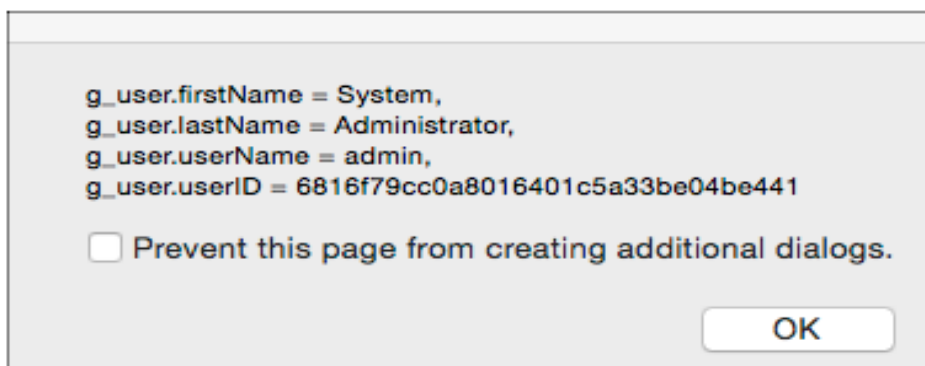 g_user.firstName = System,
g_user.lastName = Administrator,
g_user.userName = admin,
g_user.userID = 6816f79cc0a8016401c5a33be04be441
Prevent this page from creating additional dialogs.
OK